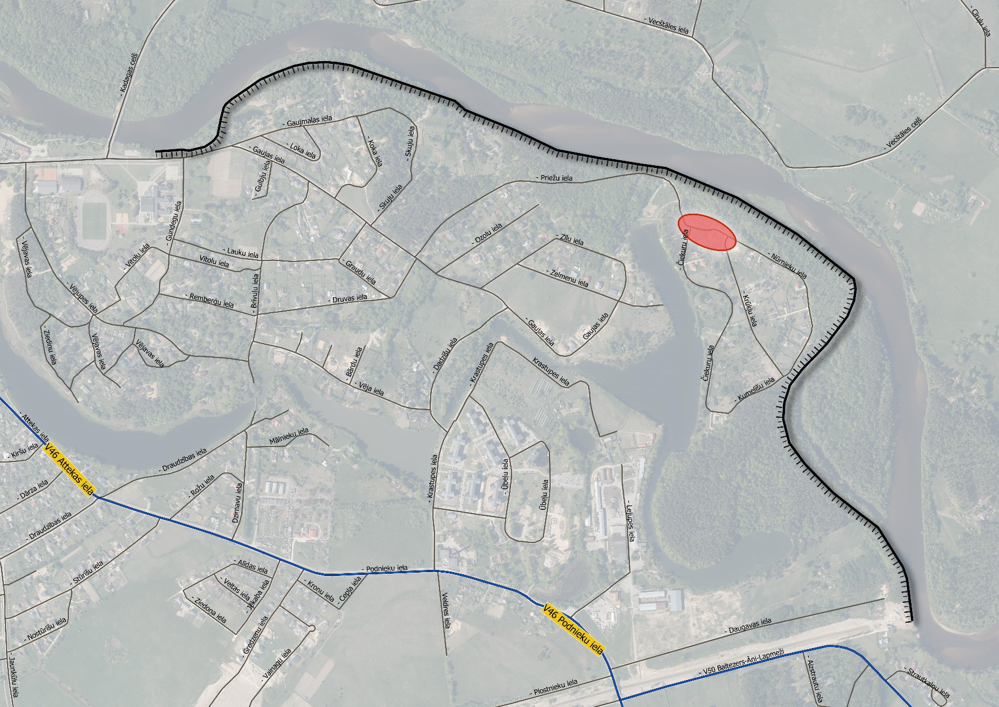 - Vecštāles iela
- Cīruļu iela
- Kadagas ceļš
- Gaujmalas iela
- Skuju iela
- Koka iela
- Loka iela
- Gaujas iela
- Gulbju iela
- Vecštāles ceļš
- Priežu iela
- Skuju iela
- Gundegu iela
- Ozolu iela
- Čiekuru iela
- Zīlu iela
- Vējavas iela
- Vītolu iela
- Lauku iela
Vītolu iela
- Graudu iela
- Nūrnieku iela
- Zelmeņu iela
- Vējupes iela
- Brīvuļu iela
- Remberģu iela
- Druvas iela
- Krūkļu iela
- Gaujas iela
Gaujas iela
- Ziediņu iela
Vējavas iela
Vējavas iela
- Dadzīšu iela
- Krastupes iela
Krastupes iela
- Bārdu iela
- Vēja iela
Čiekuru iela
- Kumelīšu iela
- Attekas iela
- Ķiršu iela
V46 Attekas iela
Mālnieku iela
- Draudzības iela
- Dārza iela
- Rožu iela
- Krastupes iela
- Ūbeļu iela
Ūbeļu iela
Dzirnavu iela
- Draudzības iela
- Lejupes iela
- Stūrīšu iela
- Alīdas iela
- Podnieku iela
- Veltas iela
- Jēkaba iela
- Ziedoņa iela
- Kroņu iela
- Cepļa iela
Veldres iela
V46 Podnieku iela
- Nostūrīšu iela
- Gredzenu iela
- Vainagu iela
- Daugavas iela
- Jaunkūlu iela
- Plostnieku iela
- V50 Baltezers-Āņi-Lapmeži
- Aizstrautu iela
- Strautkalnu iela